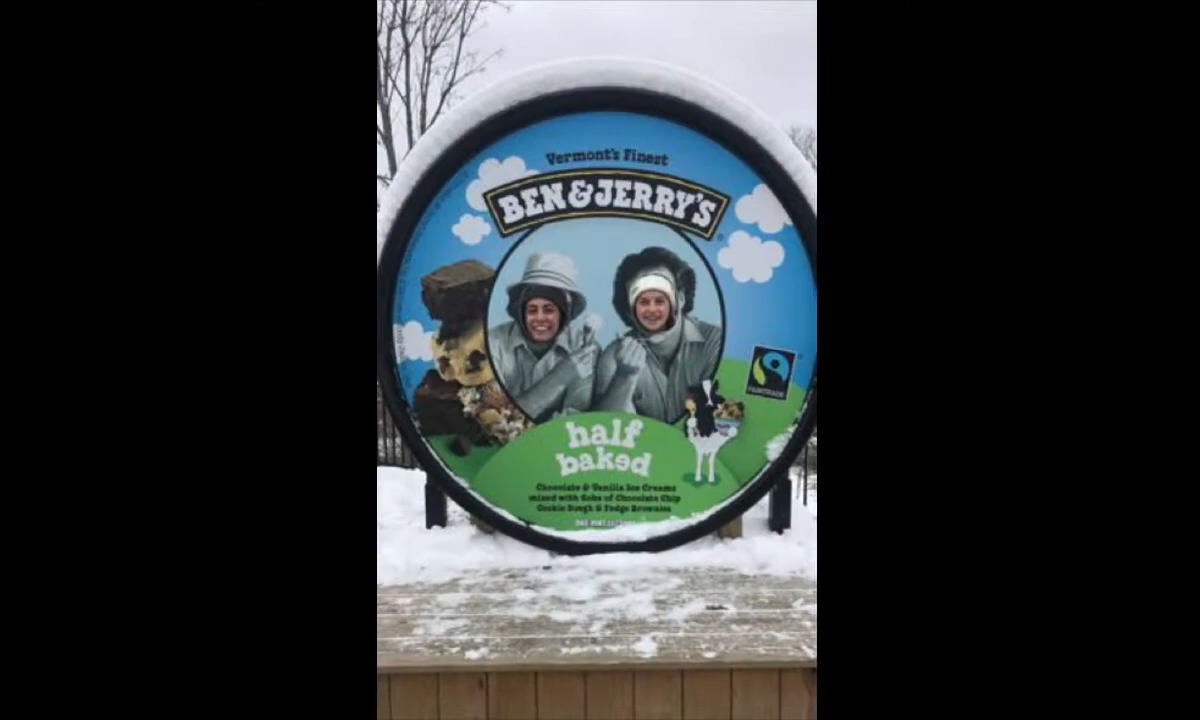 Vermont's Finest
BEN & JERRY'S
FAIRTRADE
half
baked
Chocolate & Vanilla Ice Creams
mixed with Gobs of Chocolate Chip
Cookie Dough & Fudge Brownies